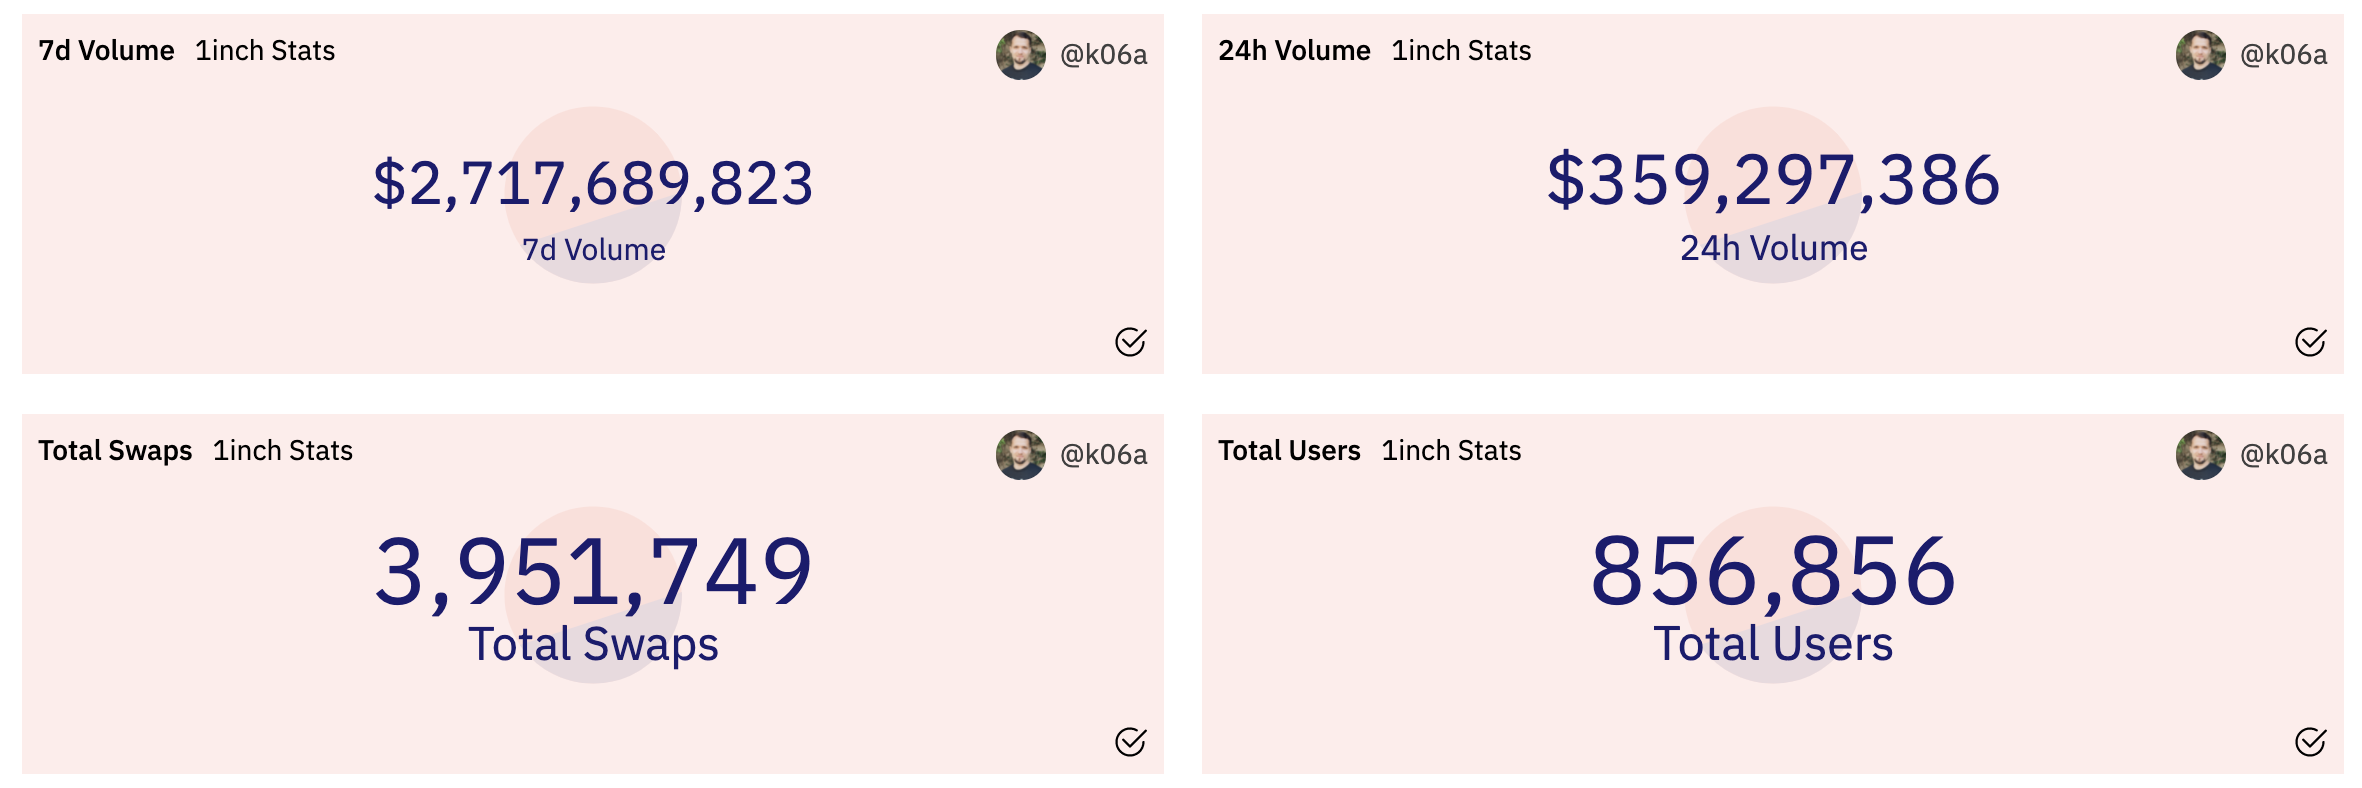 7d Volume 1inch Stats @k06a
$2,717,689,823
7d Volume
24h Volume 1inch Stats @k06a
$359,297,386
24h Volume
Total Swaps 1inch Stats @k06a
3,951,749
Total Swaps
Total Users 1inch Stats @k06a
856,856
Total Users